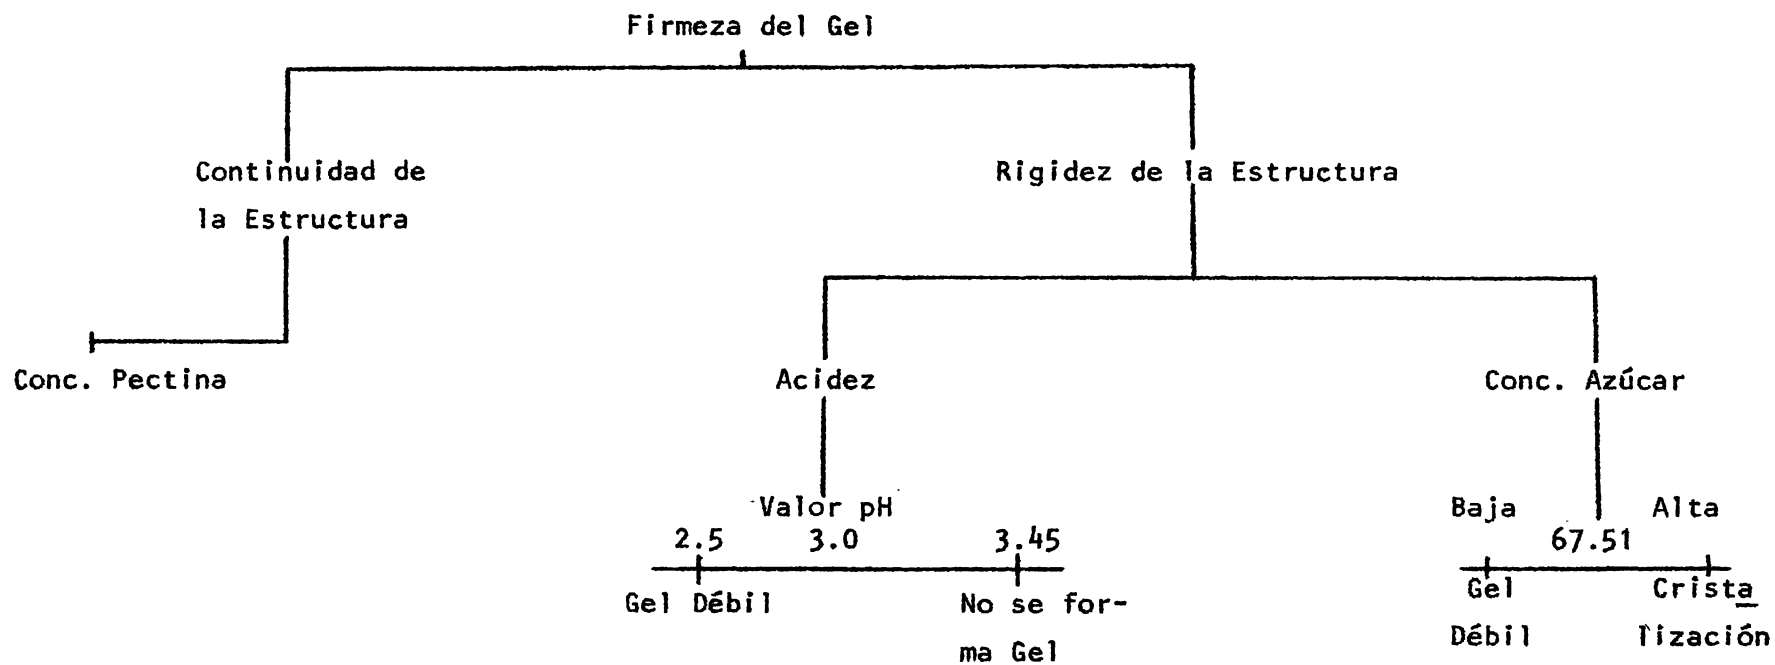 Firmeza del Gel
Continuidad de
la Estructura
Rigidez de la Estructura
Conc. Pectina
Acidez
Conc. Azúcar
Valor pH
2.5 3.0 3.45
Gel Débil
No se for-
ma Gel
Baja Alta
67.51
Gel
Débil
Crista
lización